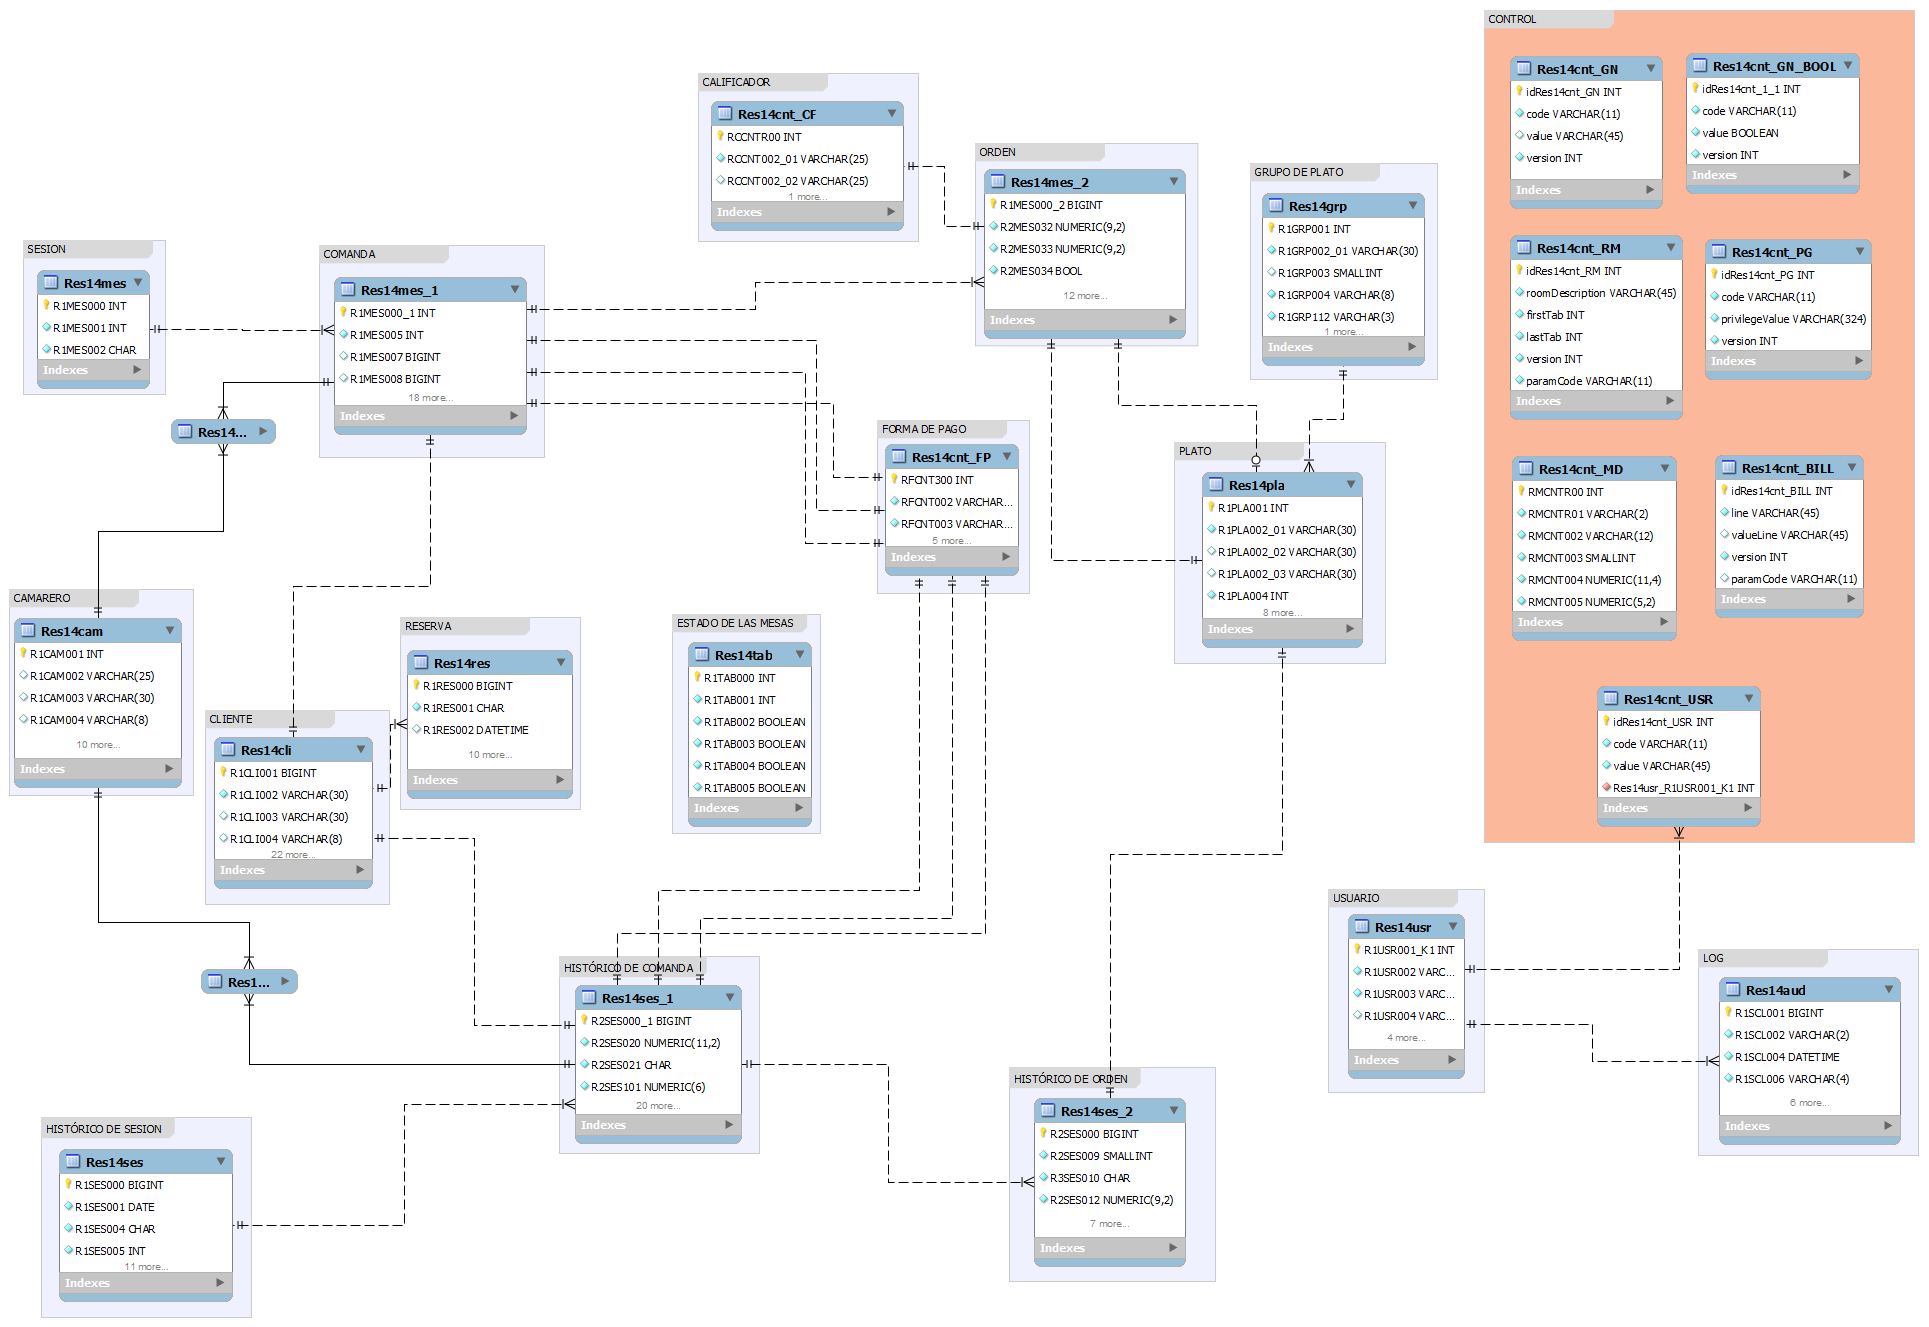 CONTROL
Res14cnt_GN
idRes14cnt_GN INT
code VARCHAR(11)
value VARCHAR(45)
version INT
Indexes
Res14cnt_GN_BOOL
idRes14cnt_1_1 INT
code VARCHAR(11)
value BOOLEAN
version INT
Indexes
Res14cnt_RM
idRes14cnt_RM INT
roomDescription VARCHAR(45)
firstTab INT
lastTab INT
version INT
paramCode VARCHAR(11)
Indexes
Res14cnt_PG
idRes14cnt_PG INT
code VARCHAR(11)
privilegeValue VARCHAR(324)
version INT
Indexes
Res14cnt_MD
RMCNTR00 INT
RMCNTR01 VARCHAR(2)
RMCNT002 VARCHAR(12)
RMCNT003 SMALLINT
RMCNT004 NUMERIC(11,4)
RMCNT005 NUMERIC(5,2)
Indexes
Res14cnt_BILL
idRes14cnt_BILL INT
line VARCHAR(45)
valueLine VARCHAR(45)
version INT
paramCode VARCHAR(11)
Indexes
Res14cnt_USR
idRes14cnt_USR INT
code VARCHAR(11)
value VARCHAR(45)
Res14usr_R1USR001_K1 INT
Indexes
CALIFICADOR
Res14cnt_CF
RCCNTR00 INT
RCCNT002_01 VARCHAR(25)
RCCNT002_02 VARCHAR(25)
1 more...
Indexes
ORDEN
Res14mes_2
R1MES000_2 BIGINT
R2MES032 NUMERIC(9,2)
R2MES033 NUMERIC(9,2)
R2MES034 BOOL
12 more...
Indexes
GRUPO DE PLATO
Res14grp
R1GRP001 INT
R1GRP002_01 VARCHAR(30)
R1GRP003 SMALLINT
R1GRP004 VARCHAR(8)
R1GRP112 VARCHAR(3)
1 more...
Indexes
SESION
Res14mes
R1MES000 INT
R1MES001 INT
R1MES002 CHAR
Indexes
COMANDA
Res14mes_1
R1MES000_1 INT
R1MES005 INT
R1MES007 BIGINT
R1MES008 BIGINT
18 more...
Indexes
Res14...
FORMA DE PAGO
Res14cnt_FP
RFCNT300 INT
RFCNT002 VARCHAR...
RFCNT003 VARCHAR...
5 more...
Indexes
PLATO
Res14pla
R1PLA001 INT
R1PLA002_01 VARCHAR(30)
R1PLA002_02 VARCHAR(30)
R1PLA002_03 VARCHAR(30)
R1PLA004 INT
8 more...
Indexes
CAMARERO
Res14cam
R1CAM001 INT
R1CAM002 VARCHAR(25)
R1CAM003 VARCHAR(30)
R1CAM004 VARCHAR(8)
10 more...
Indexes
RESERVA
Res14res
R1RES000 BIGINT
R1RES001 CHAR
R1RES002 DATETIME
10 more...
Indexes
ESTADO DE LAS MESAS
Res14tab
R1TAB000 INT
R1TAB001 INT
R1TAB002 BOOLEAN
R1TAB003 BOOLEAN
R1TAB004 BOOLEAN
R1TAB005 BOOLEAN
Indexes
CLIENTE
Res14cli
R1CLI001 BIGINT
R1CLI002 VARCHAR(30)
R1CLI003 VARCHAR(30)
R1CLI004 VARCHAR(8)
22 more...
Indexes
Res1...
HISTÓRICO DE COMANDA
Res14ses_1
R2SES000_1 BIGINT
R2SES020 NUMERIC(11,2)
R2SES021 CHAR
R2SES101 NUMERIC(6)
20 more...
Indexes
USUARIO
Res14usr
R1USR001_K1 INT
R1USR002 VARC...
R1USR003 VARC...
R1USR004 VARC...
4 more...
Indexes
LOG
Res14aud
R1SCL001 BIGINT
R1SCL002 VARCHAR(2)
R1SCL004 DATETIME
R1SCL006 VARCHAR(4)
6 more...
Indexes
HISTÓRICO DE ORDEN
Res14ses_2
R2SES000 BIGINT
R2SES009 SMALLINT
R3SES010 CHAR
R2SES012 NUMERIC(9,2)
7 more...
Indexes
HISTÓRICO DE SESION
Res14ses
R1SES000 BIGINT
R1SES001 DATE
R1SES004 CHAR
R1SES005 INT
11 more...
Indexes